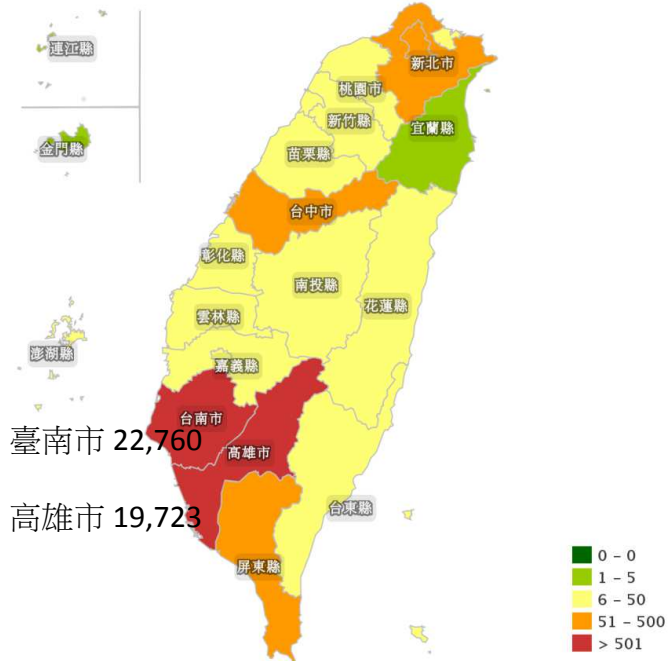 連江縣
新北市
桃園市
新竹縣
宜蘭縣
金門縣
苗栗縣
台中市
彰化縣
南投縣
花蓮縣
雲林縣
澎湖縣
嘉義縣
台南市
臺南市 22,760
高雄市
高雄市 19,723
台東縣
屏東縣
0 - 0
1 - 5
6 - 50
51 - 500
> 501